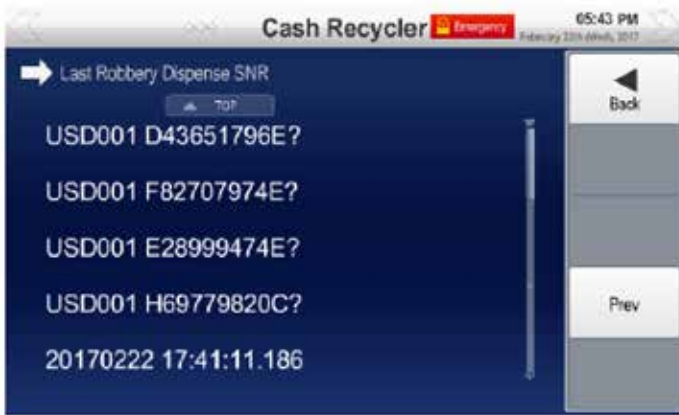 Cash Recycler
Emergency
05:43 PM
Last Robbery Dispense SNR
TOP
USD001 D43651796E?
USD001 F82707974E?
USD001 E28999474E?
USD001 H69779820C?
20170222 17:41:11.186
Back
Prev